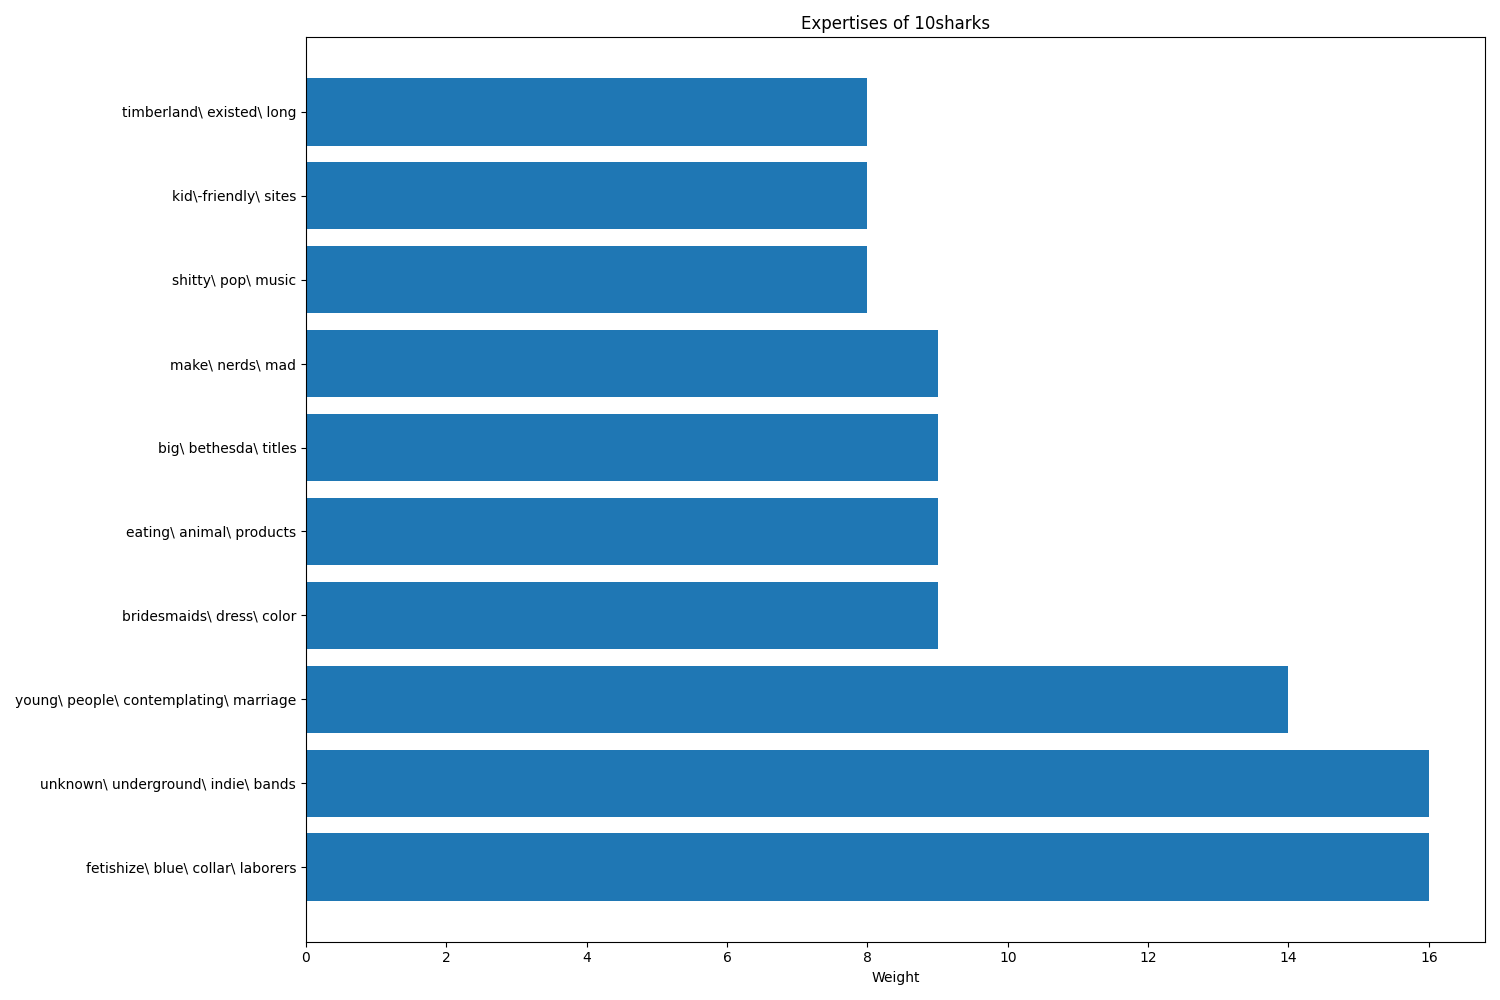 Expertises of 10sharks
timberland\ existed\ long
kid\-friendly\ sites
shitty\ pop\ music
make\ nerds\ mad
big\ bethesda\ titles
eating\ animal\ products
bridesmaids\ dress\ color
young\ people\ contemplating\ marriage
unknown\ underground\ indie\ bands
fetishize\ blue\ collar\ laborers
0 2 4 6 8 10 12 14 16
Weight